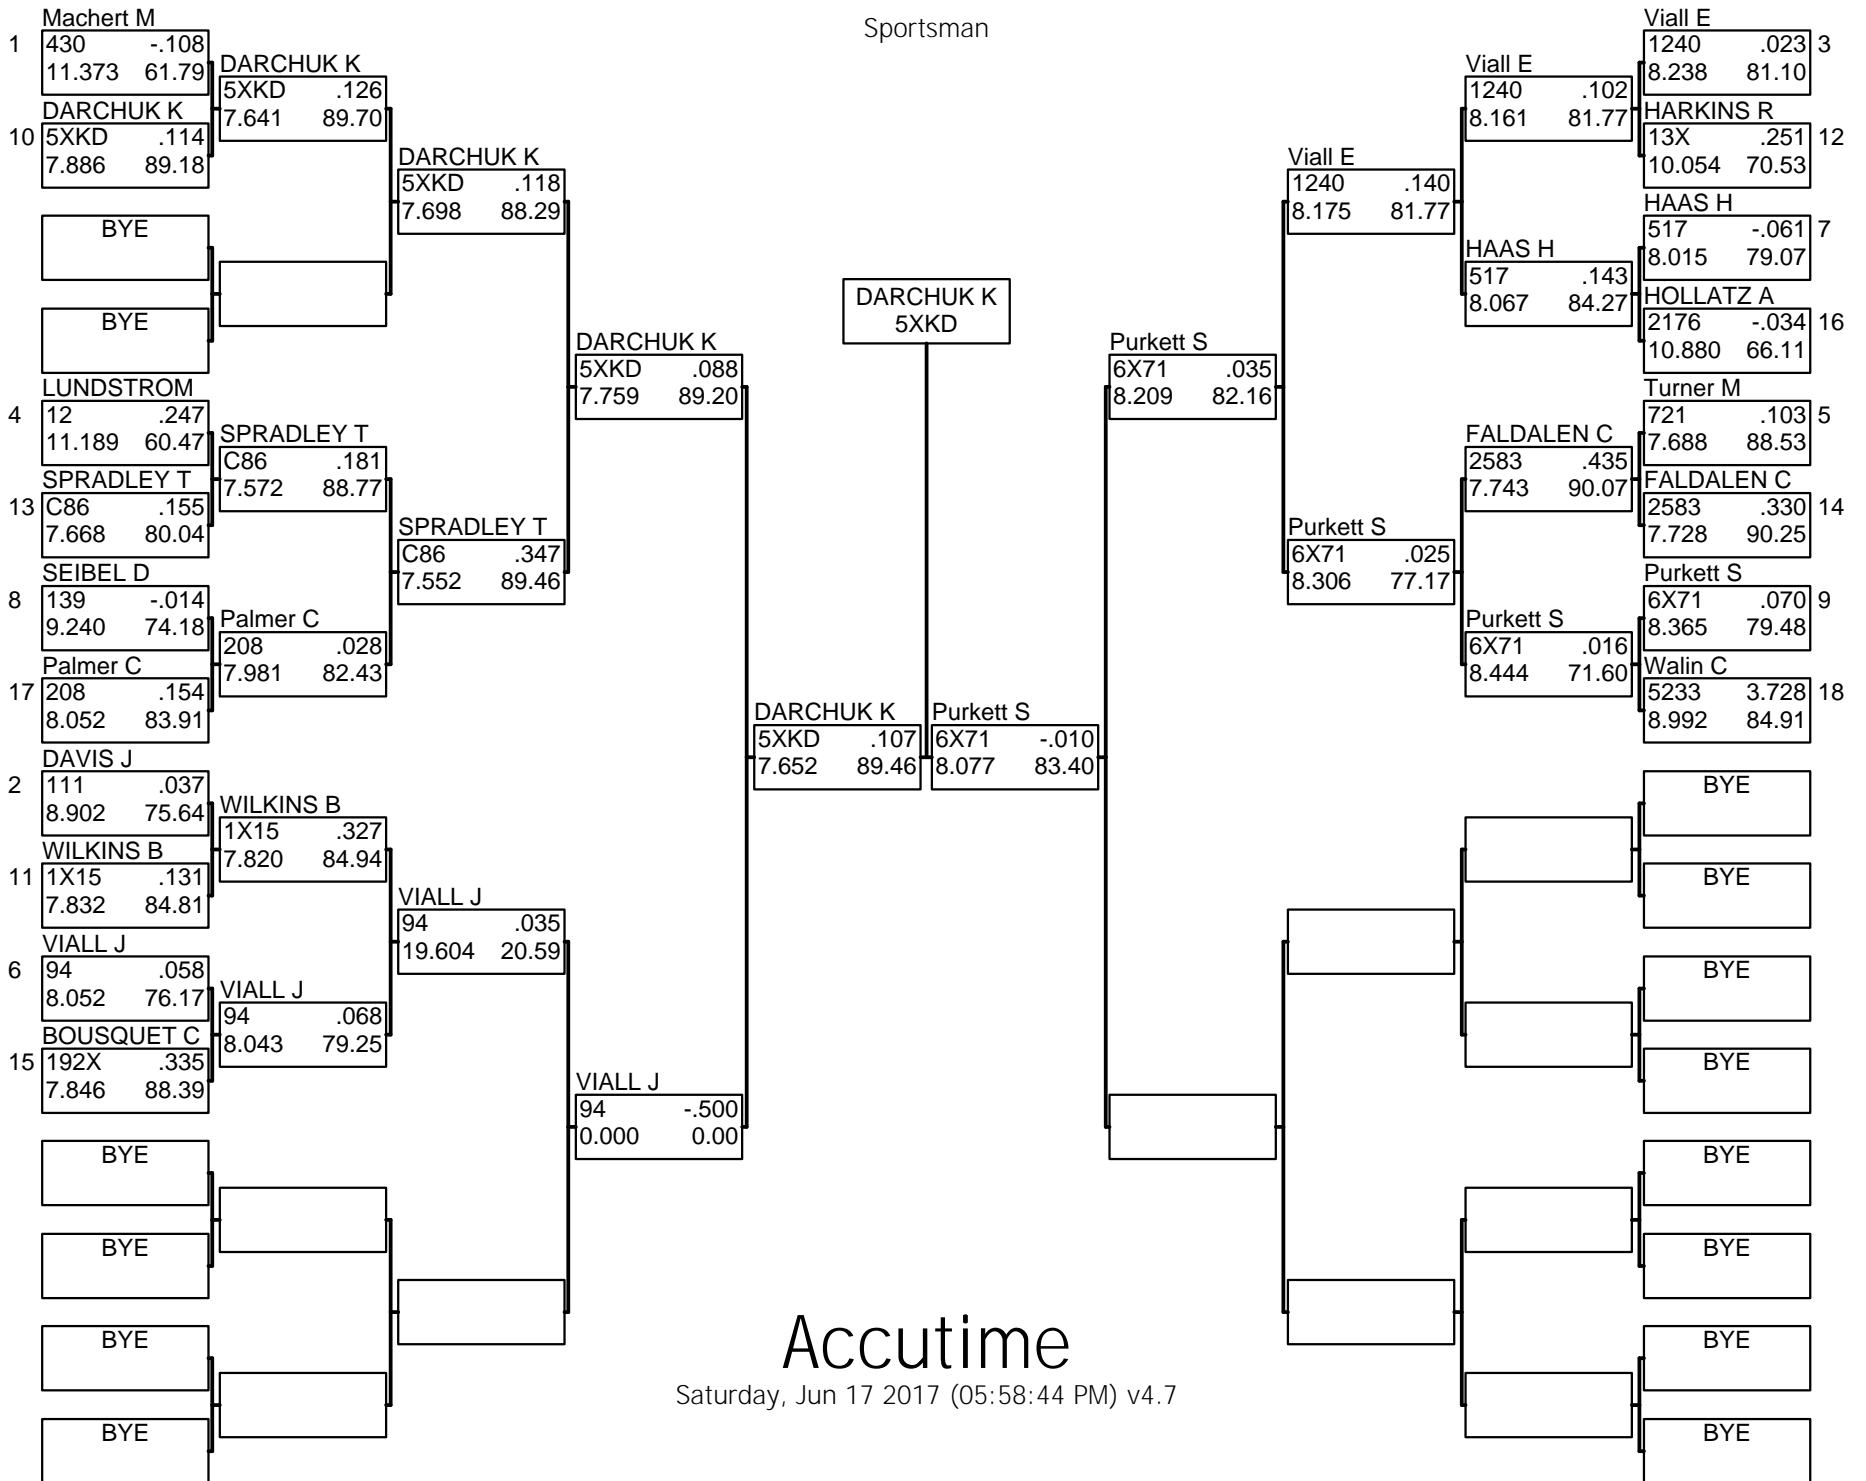 Sportsman
Machert M
1
430 -.108
11.373 61.79
DARCHUK K
10
5XKD .114
7.886 89.18
BYE
BYE
LUNDSTROM
4
12 .247
11.189 60.47
SPRADLEY T
13
C86 .155
7.668 80.04
SEIBEL D
8
139 -.014
9.240 74.18
Palmer C
17
208 .154
8.052 83.91
DAVIS J
2
111 .037
8.902 75.64
WILKINS B
11
1X15 .131
7.832 84.81
VIALL J
6
94 .058
8.052 76.17
BOUSQUET C
15
192X .335
7.846 88.39
BYE
BYE
BYE
BYE
DARCHUK K
5XKD .126
7.641 89.70
SPRADLEY T
C86 .181
7.572 88.77
Palmer C
208 .028
7.981 82.43
WILKINS B
1X15 .327
7.820 84.94
VIALL J
94 .068
8.043 79.25
DARCHUK K
5XKD .118
7.698 88.29
SPRADLEY T
C86 .347
7.552 89.46
VIALL J
94 .035
19.604 20.59
DARCHUK K
5XKD .088
7.759 89.20
VIALL J
94 -.500
0.000 0.00
DARCHUK K
5XKD .107
7.652 89.46
DARCHUK K
5XKD
Purkett S
6X71 -.010
8.077 83.40
Purkett S
6X71 .035
8.209 82.16
Viall E
1240 .140
8.175 81.77
Purkett S
6X71 .025
8.306 77.17
Viall E
1240 .102
8.161 81.77
HAAS H
517 .143
8.067 84.27
FALDALEN C
2583 .435
7.743 90.07
Purkett S
6X71 .016
8.444 71.60
Viall E
1240 .023
3
8.238 81.10
HARKINS R
13X .251
12
10.054 70.53
HAAS H
517 -.061
7
8.015 79.07
HOLLATZ A
2176 -.034
16
10.880 66.11
Turner M
721 .103
5
7.688 88.53
FALDALEN C
2583 .330
14
7.728 90.25
Purkett S
6X71 .070
9
8.365 79.48
Walin C
5233 3.728
18
8.992 84.91
BYE
BYE
BYE
BYE
BYE
BYE
BYE
BYE
Accutime
Saturday, Jun 17 2017 (05:58:44 PM) v4.7